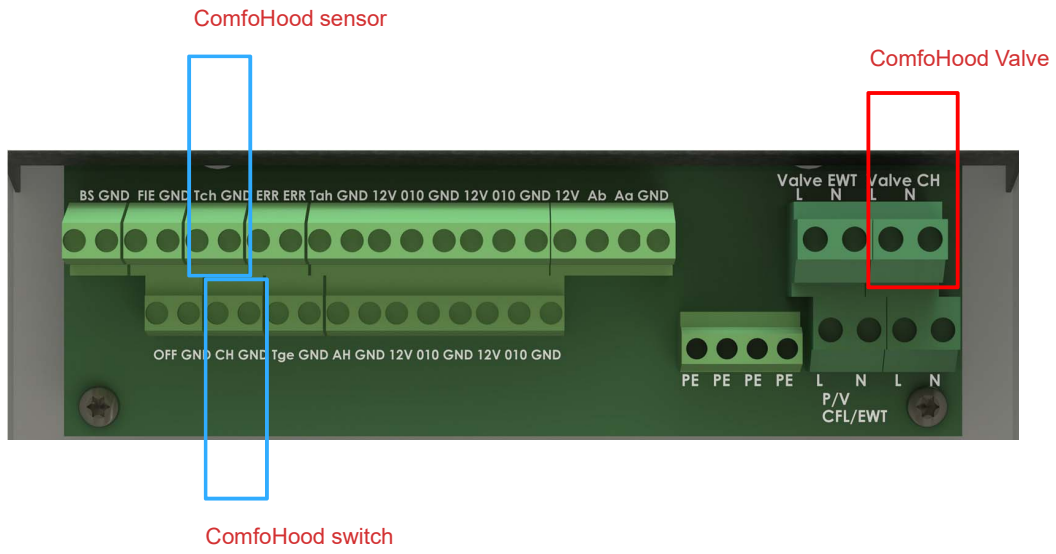 ComfoHood sensor
ComfoHood Valve
Valve EWT Valve CH
L N L N
BS GND FIE GND Tch GND ERR ERR Tah GND 12V 010 GND 12V 010 GND 12V Ab Aa GND
OFF GND CH GND Tge GND AH GND 12V 010 GND 12V 010 GND
PE PE PE PE L N L N
P/V
CFL/EWT
ComfoHood switch